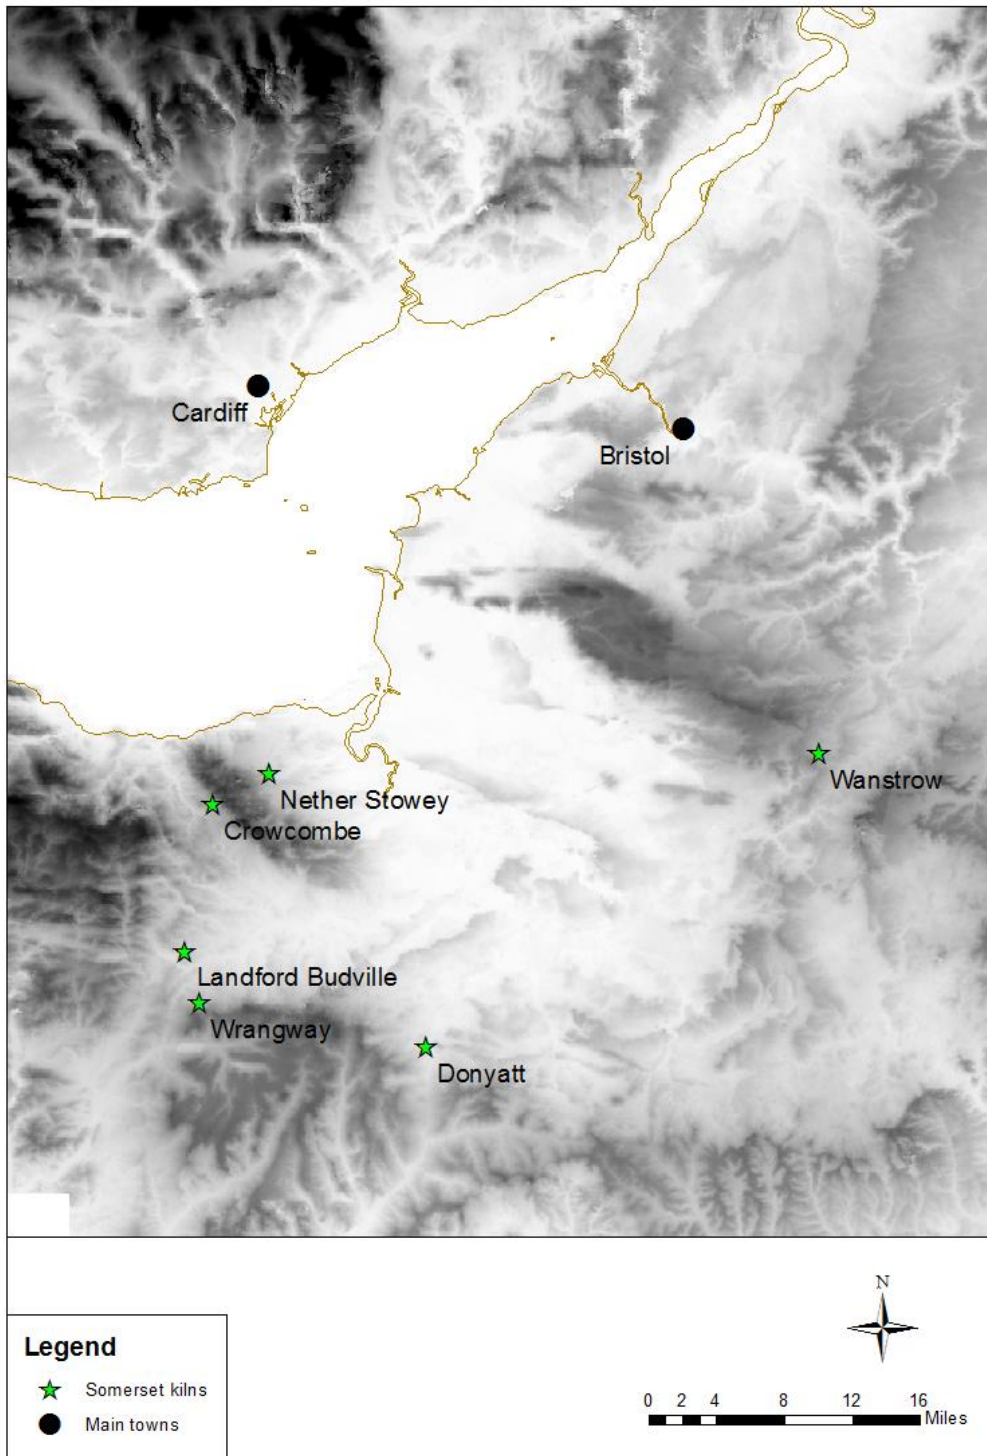 Cardiff
Bristol
Wanstrow
Nether Stowey
Crowcombe
Landford Budville
Wrangway
Donyatt
N
Legend
Somerset kilns
Main towns
0 2 4 8 12 16
Miles